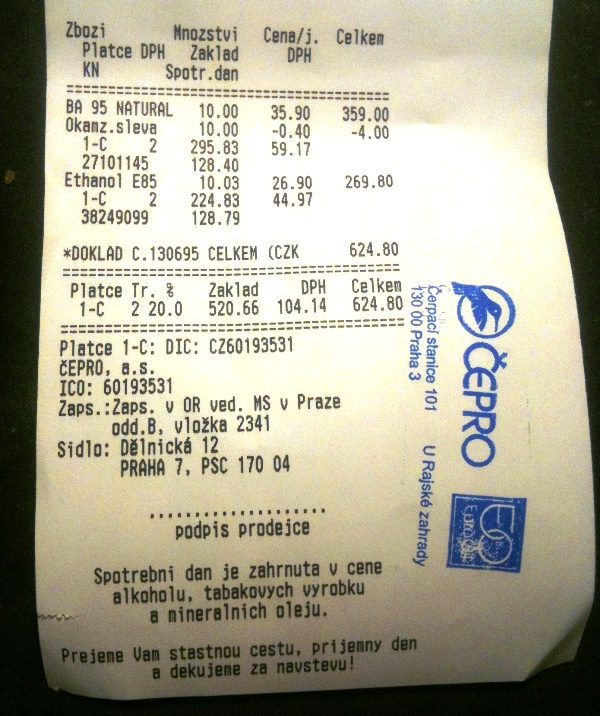 Zbozi Mnozstvi Cena/j. Celkem
Platce DPH Zaklad DPH
KN Spotr.dan
BA 95 NATURAL 10.00 35.90 359.00
Okamz.sleva 10.00 -0.40 -4.00
1-C 2 295.83 59.17
27101145 128.40
Ethanol E85 10.03 26.90 269.80
1-C 2 224.83 44.97
38249099 128.79
*DOKLAD C.130695 CELKEM (CZK 624.80
Platce Tr. % Zaklad DPH Celkem
1-C 2 20.0 520.66 104.14 624.80
Platce 1-C: DIC: CZ60193531
ČEPRO, a.s.
ICO: 60193531
Zaps.:Zaps. v OR ved. MS v Praze
odd.B, vložka 2341
Sidlo: Dělnická 12
PRAHA 7, PSC 170 04
....................
podpis prodejce
Spotrebni dan je zahrnuta v cene
alkoholu, tabakovych vyrobku
a mineralnich oleju.
Prejeme Vam stastnou cestu, prijemny den
a dekujeme za navstevu!
ČEPRO
Čerpací stanice 101 U Rajské zahrady
130 00 Praha 3